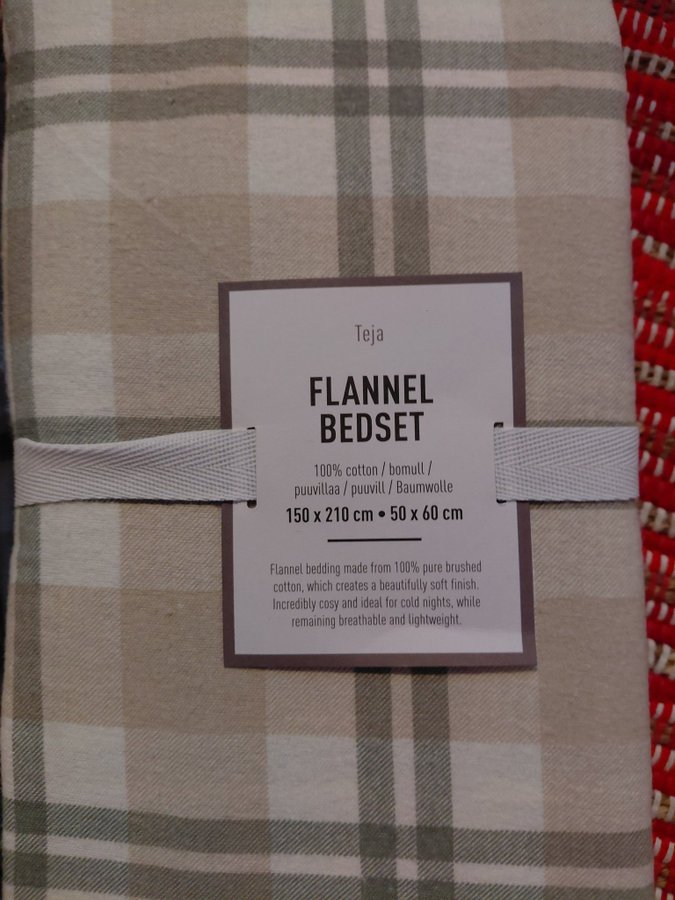 Teja
FLANNEL
BEDSET
100% cotton / bomull /
puuvillaa / puuvill / Baumwolle
150 x 210 cm • 50 x 60 cm
Flannel bedding made from 100% pure brushed
cotton, which creates a beautifully soft finish.
Incredibly cosy and ideal for cold nights, while
remaining breathable and lightweight.